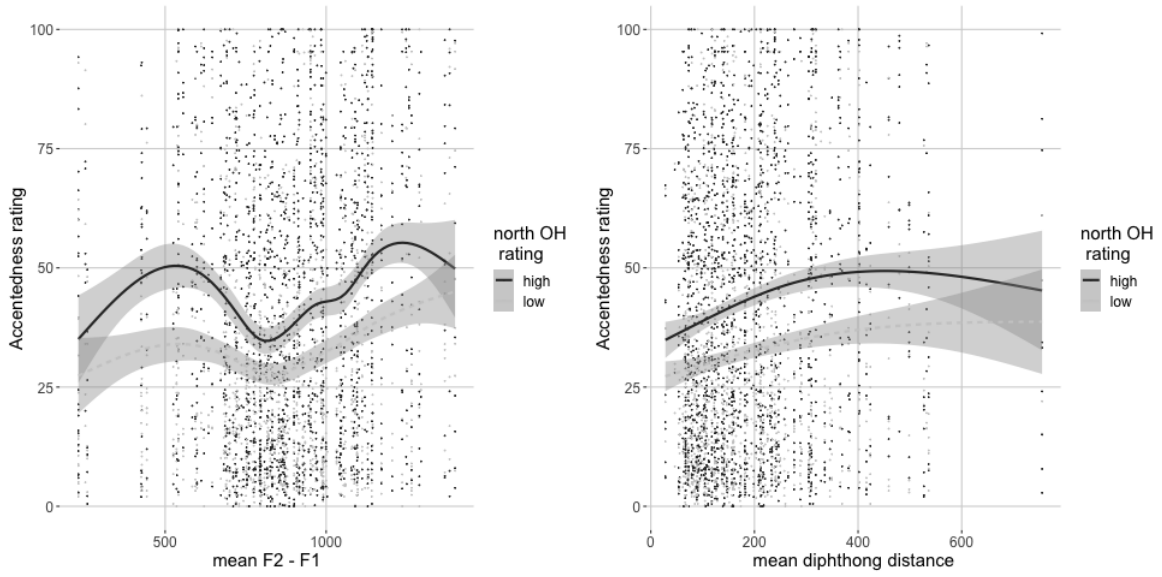 100
75
50
25
0
Accentedness rating
500
1000
mean F2 - F1
north OH
rating
high
low
100
75
50
25
0
Accentedness rating
0
200
400
600
mean diphthong distance
north OH
rating
high
low